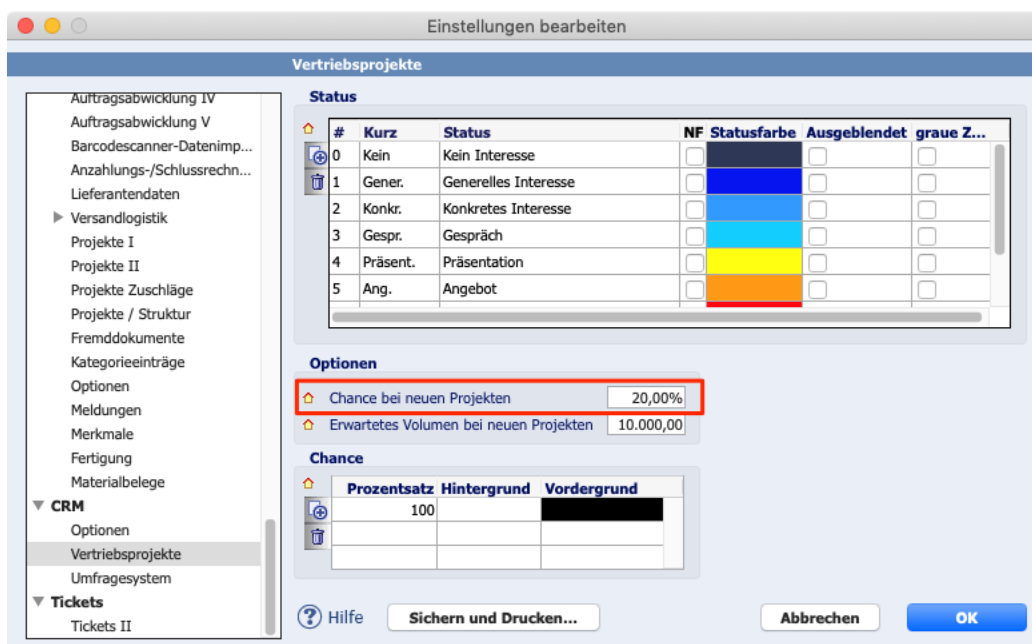 Einstellungen bearbeiten
Vertriebsprojekte
Auftragsabwicklung IV
Auftragsabwicklung V
Barcodescanner-Datenimp...
Anzahlungs-/Schlussrechn...
Lieferantendaten
Versandlogistik
Projekte I
Projekte II
Projekte Zuschläge
Projekte / Struktur
Fremddokumente
Kategorieeinträge
Optionen
Meldungen
Merkmale
Fertigung
Materialbelege
CRM
Optionen
Vertriebsprojekte
Umfragesystem
Tickets
Tickets II
Status
# Kurz Status NF Statusfarbe Ausgeblendet graue Z...
0 Kein Kein Interesse
1 Gener. Generelles Interesse
2 Konkr. Konkretes Interesse
3 Gespr. Gespräch
4 Präsent. Präsentation
5 Ang. Angebot
Optionen
Chance bei neuen Projekten 20,00%
Erwartetes Volumen bei neuen Projekten 10.000,00
Chance
Prozentsatz Hintergrund Vordergrund
100
? Hilfe Sichern und Drucken... Abbrechen OK